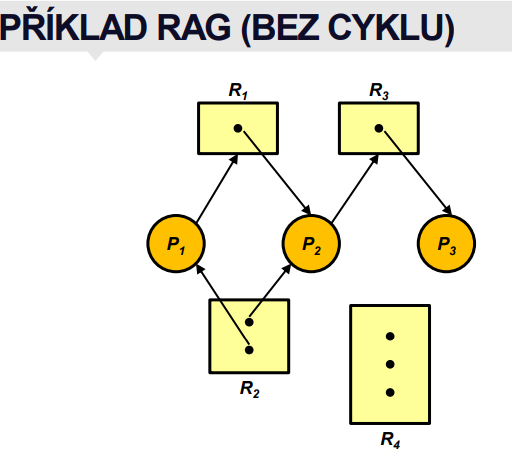 PŘÍKLAD RAG (BEZ CYKLU)
R1
R3
P1
P2
P3
R2
R4